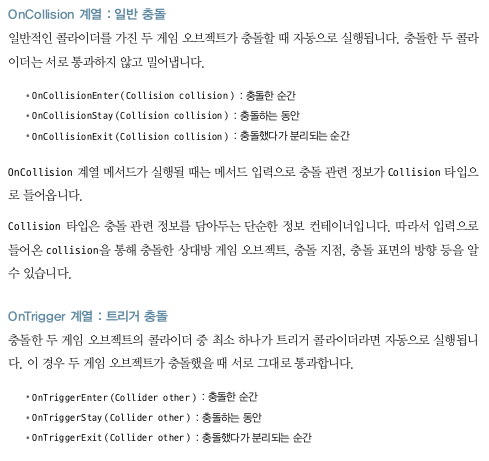 OnCollision 계열 : 일반 충돌
일반적인 콜라이더를 가진 두 게임 오브젝트가 충돌할 때 자동으로 실행됩니다. 충돌한 두 콜라
이더는 서로 통과하지 않고 밀어냅니다.
• OnCollisionEnter(Collision collision) : 충돌한 순간
• OnCollisionStay(Collision collision) : 충돌하는 동안
• OnCollisionExit(Collision collision) : 충돌했다가 분리되는 순간
OnCollision 계열 메서드가 실행될 때는 메서드 입력으로 충돌 관련 정보가 Collision 타입으
로 들어옵니다.
Collision 타입은 충돌 관련 정보를 담아두는 단순한 정보 컨테이너입니다. 따라서 입력으로
들어온 collision을 통해 충돌한 상대방 게임 오브젝트, 충돌 지점, 충돌 표면의 방향 등을 알
수 있습니다.
OnTrigger 계열 : 트리거 충돌
충돌한 두 게임 오브젝트의 콜라이더 중 최소 하나가 트리거 콜라이더라면 자동으로 실행됩니
다. 이 경우 두 게임 오브젝트가 충돌했을 때 서로 그대로 통과합니다.
• OnTriggerEnter(Collider other) : 충돌한 순간
• OnTriggerStay(Collider other) : 충돌하는 동안
• OnTriggerExit(Collider other) : 충돌했다가 분리되는 순간